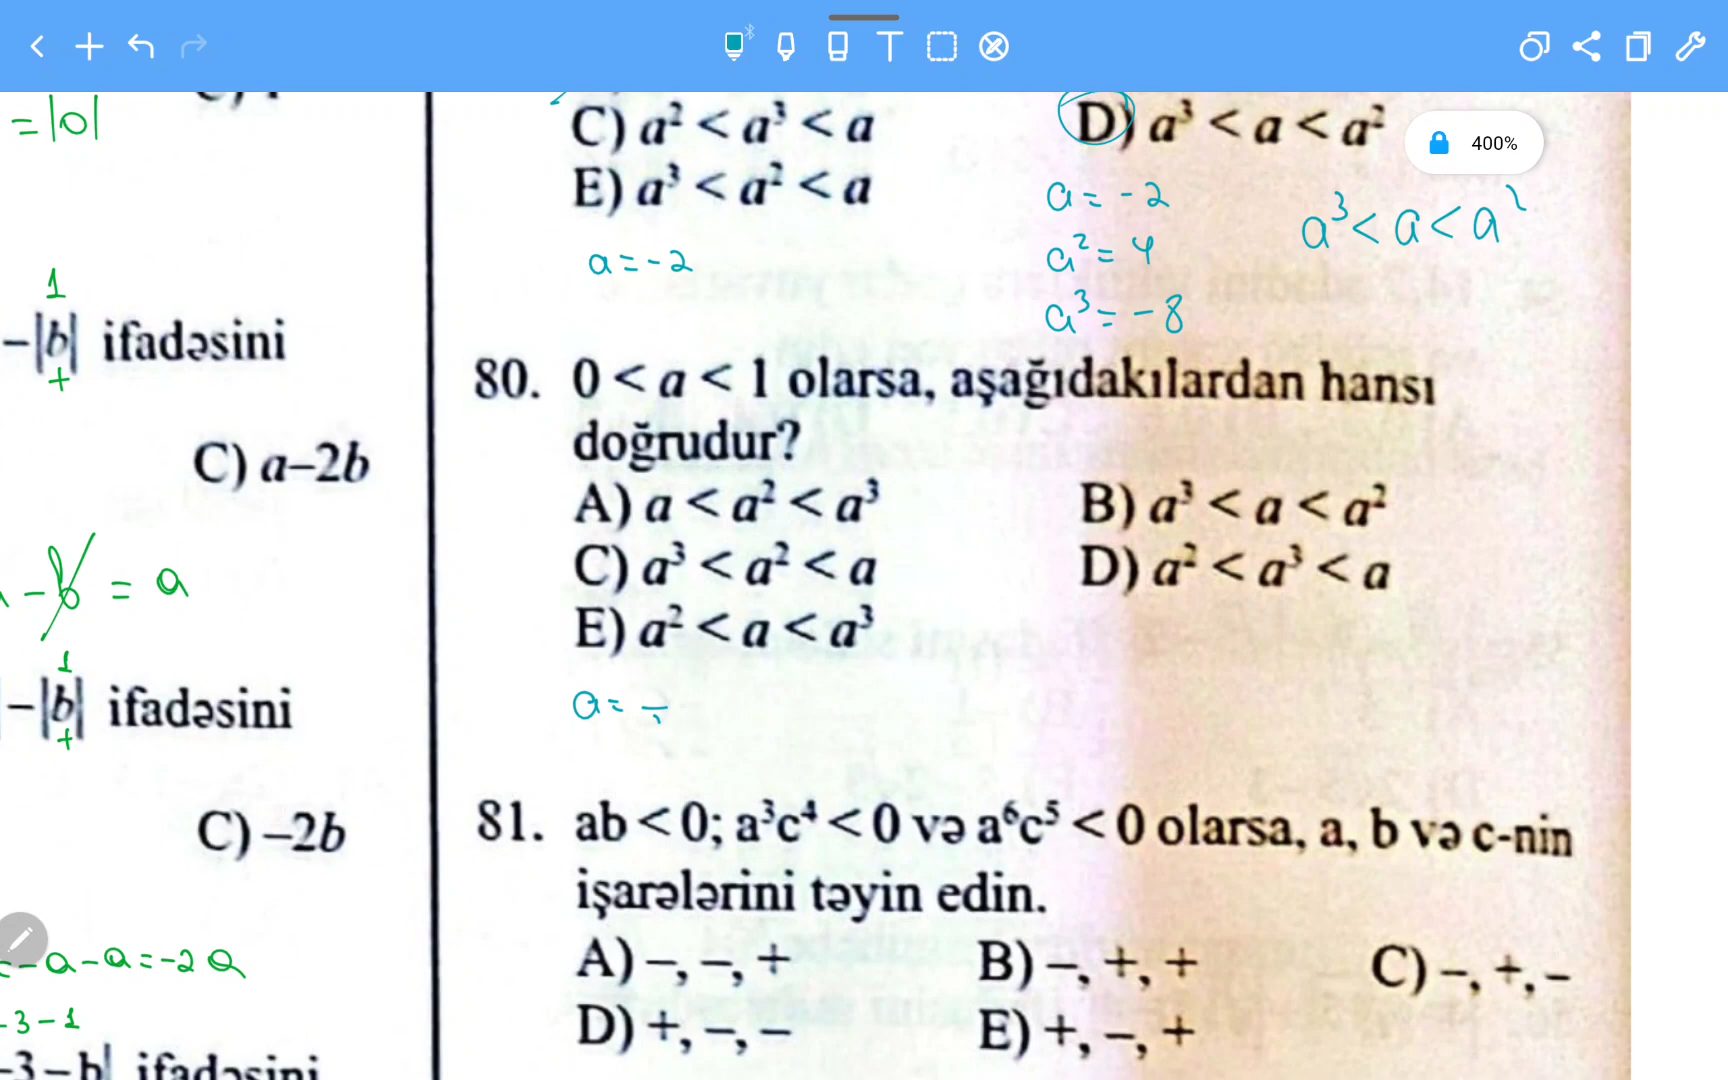 400%
= |0|
C) a² < a³ < a
D) a³ < a < a²
E) a³ < a² < a
a = -2
a = -2
a² = 4
a³ = -8
a³ < a < a²
1
–|b| ifadəsini
+
C) a–2b
- b = a
1
–|b| ifadəsini
+
C) –2b
- a - a = -2a
-3 - 1
-3 – b| ifadəsini
80. 0 < a < 1 olarsa, aşağıdakılardan hansı
doğrudur?
A) a < a² < a³
B) a³ < a < a²
C) a³ < a² < a
D) a² < a³ < a
E) a² < a < a³
a =
81. ab < 0; a³c⁴ < 0 və a⁶c⁵ < 0 olarsa, a, b və c-nin
işarələrini təyin edin.
A) –, –, +
B) –, +, +
C) –, +, –
D) +, –, –
E) +, –, +